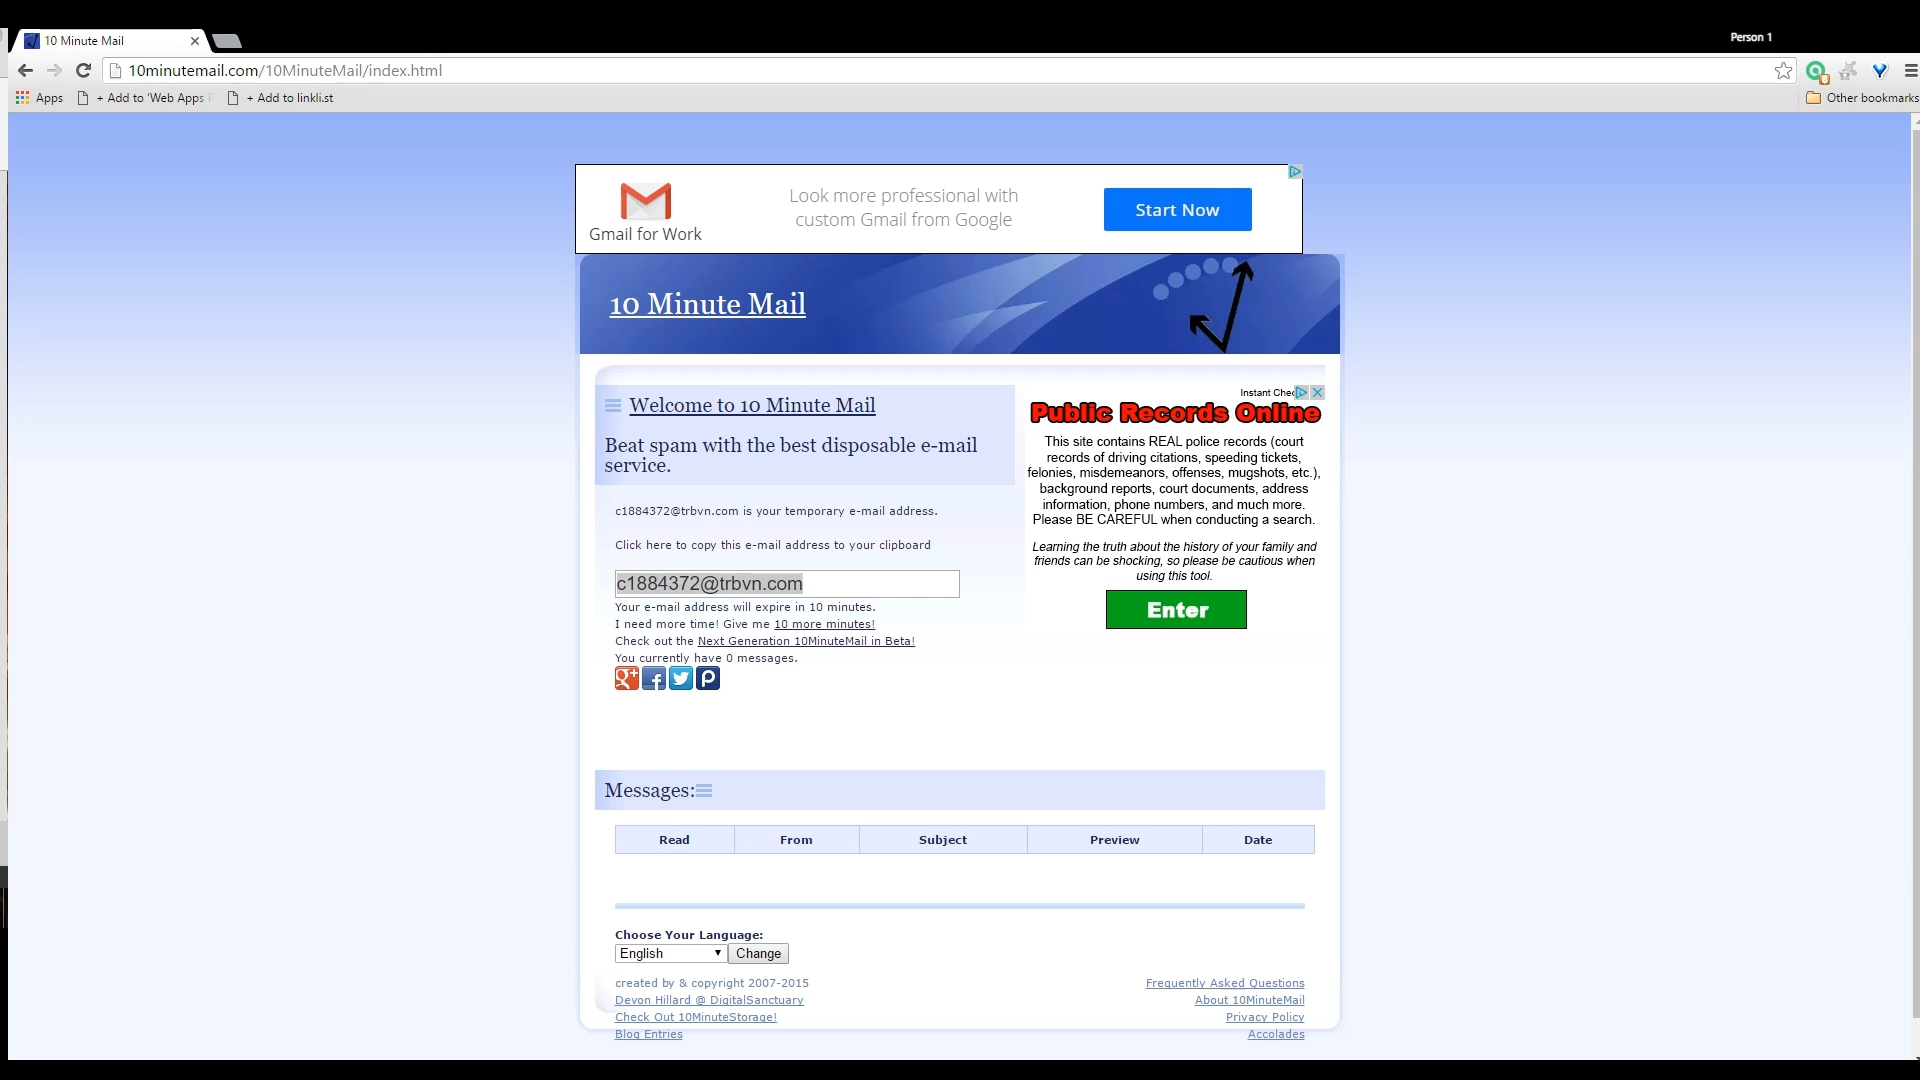 10 Minute Mail
Person 1
10minutemail.com/10MinuteMail/index.html
Apps
+ Add to 'Web Apps
+ Add to linkli.st
Other bookmarks
Gmail for Work
Look more professional with
custom Gmail from Google
Start Now
10 Minute Mail
Welcome to 10 Minute Mail
Beat spam with the best disposable e-mail
service.
c1884372@trbvn.com is your temporary e-mail address.
Click here to copy this e-mail address to your clipboard
c1884372@trbvn.com
Your e-mail address will expire in 10 minutes.
I need more time! Give me 10 more minutes!
Check out the Next Generation 10MinuteMail in Beta!
You currently have 0 messages.
Instant Chec
Public Records Online
This site contains REAL police records (court
records of driving citations, speeding tickets,
felonies, misdemeanors, offenses, mugshots, etc.),
background reports, court documents, address
information, phone numbers, and much more.
Please BE CAREFUL when conducting a search.
Learning the truth about the history of your family and
friends can be shocking, so please be cautious when
using this tool.
Enter
Messages:
Read From Subject Preview Date
Choose Your Language:
English Change
created by & copyright 2007-2015
Devon Hillard @ DigitalSanctuary
Check Out 10MinuteStorage!
Blog Entries
Frequently Asked Questions
About 10MinuteMail
Privacy Policy
Accolades